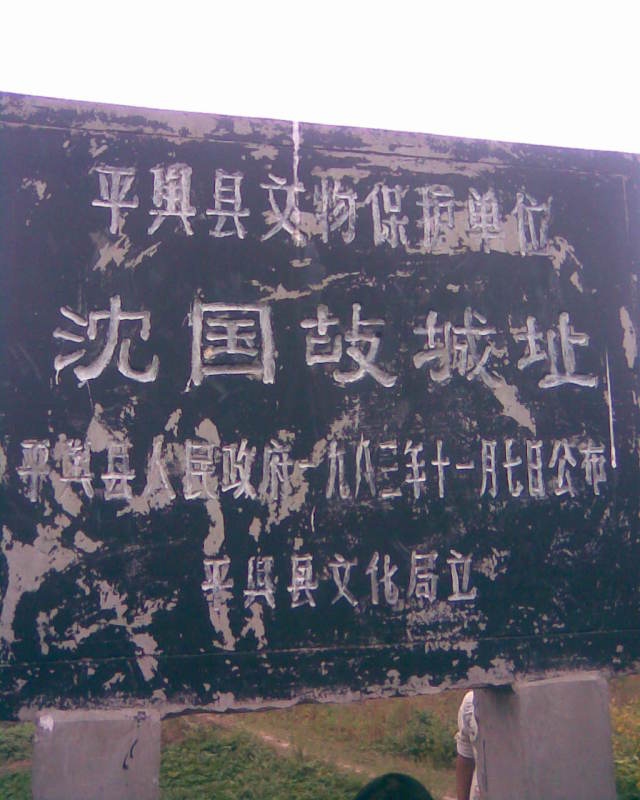 平舆县文物保护单位
沈国故城址
平舆县人民政府一九八三年十一月七日公布
平舆县文化局立